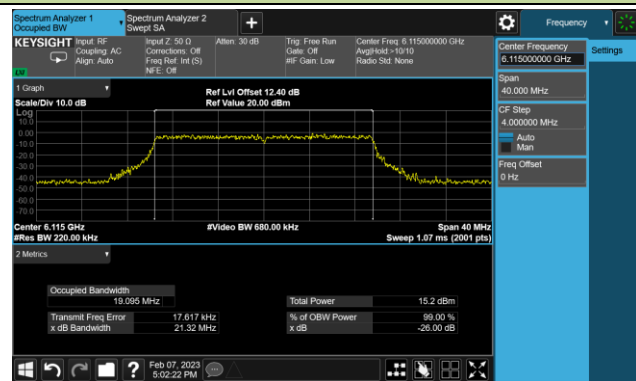 Spectrum Analyzer 1
Occupied BW
Spectrum Analyzer 2
Swept SA
Frequency
KEYSIGHT
Input: RF
Coupling: AC
Align: Auto
Input Z: 50 Ω
Corrections: Off
Freq Ref: Int (S)
NFE: Off
Atten: 30 dB
Trig: Free Run
Gate: Off
#IF Gain: Low
Center Freq: 6.115000000 GHz
Avg|Hold:>10/10
Radio Std: None
Center Frequency
6.115000000 GHz
Settings
Span
40.000 MHz
CF Step
4.000000 MHz
Auto
Man
Freq Offset
0 Hz
1 Graph
Ref Lvl Offset 12.40 dB
Scale/Div 10.0 dB
Ref Value 20.00 dBm
Log
10.0
0.00
-10.0
-20.0
-30.0
-40.0
-50.0
-60.0
-70.0
Center 6.115 GHz
#Video BW 680.00 kHz
Span 40 MHz
#Res BW 220.00 kHz
Sweep 1.07 ms (2001 pts)
2 Metrics
Occupied Bandwidth
19.095 MHz
Total Power 15.2 dBm
Transmit Freq Error 17.617 kHz
% of OBW Power 99.00 %
x dB Bandwidth 21.32 MHz
x dB -26.00 dB
Feb 07, 2023
5:02:22 PM